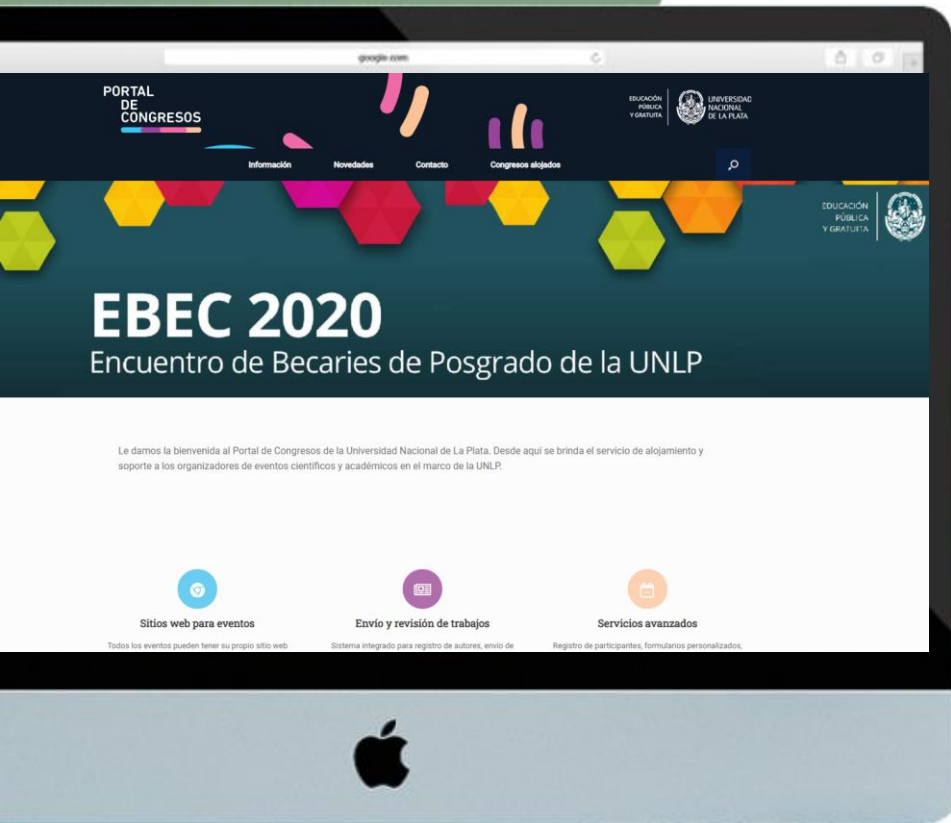 google.com
PORTAL
DE
CONGRESOS
EDUCACIÓN
PÚBLICA
Y GRATUITA
UNIVERSIDAD
NACIONAL
DE LA PLATA
Información Novedades Contacto Congresos alojados
EDUCACIÓN
PÚBLICA
Y GRATUITA
EBEC 2020
Encuentro de Becaries de Posgrado de la UNLP
Le damos la bienvenida al Portal de Congresos de la Universidad Nacional de La Plata. Desde aquí se brinda el servicio de alojamiento y
soporte a los organizadores de eventos científicos y académicos en el marco de la UNLP.
Sitios web para eventos Envío y revisión de trabajos Servicios avanzados
Todos los eventos pueden tener su propio sitio web Sistema integrado para registro de autores, envío de Registro de participantes, formularios personalizados,